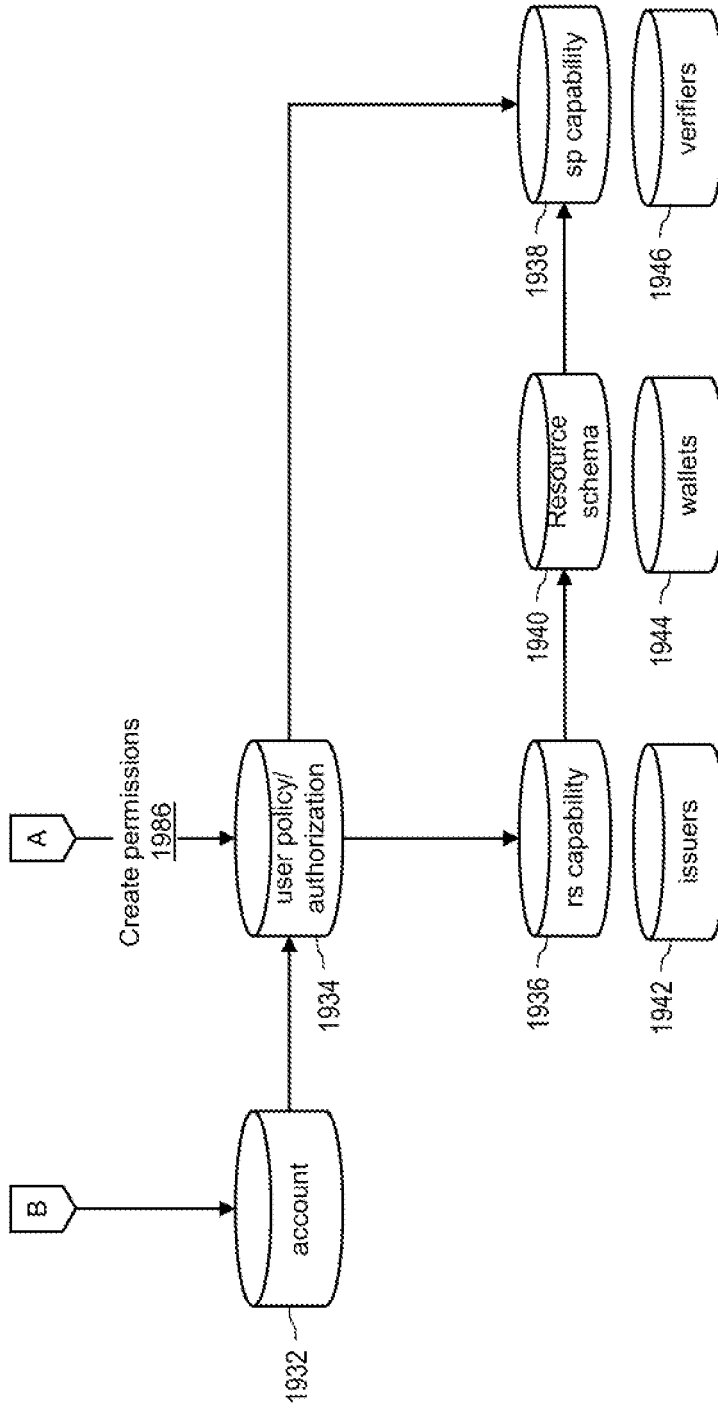 B
A
Create permissions
1986
account
1932
user policy/
authorization
1934
rs capability
1936
Resource
schema
1940
sp capability
1938
issuers
1942
wallets
1944
verifiers
1946